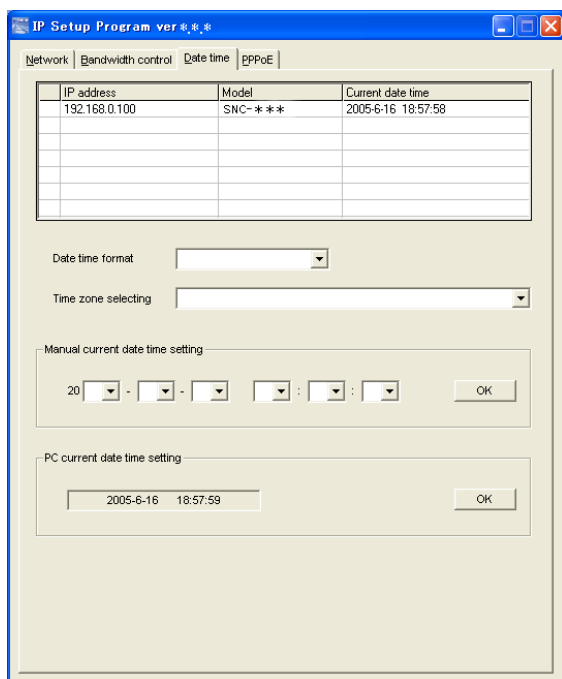 IP Setup Program ver *.*.*
Network Bandwidth control Date time PPPoE
IP address Model Current date time
192.168.0.100 SNC-*** 2005-6-16 18:57:58
Date time format
Time zone selecting
Manual current date time setting
20 - - : : OK
PC current date time setting
2005-6-16 18:57:59 OK